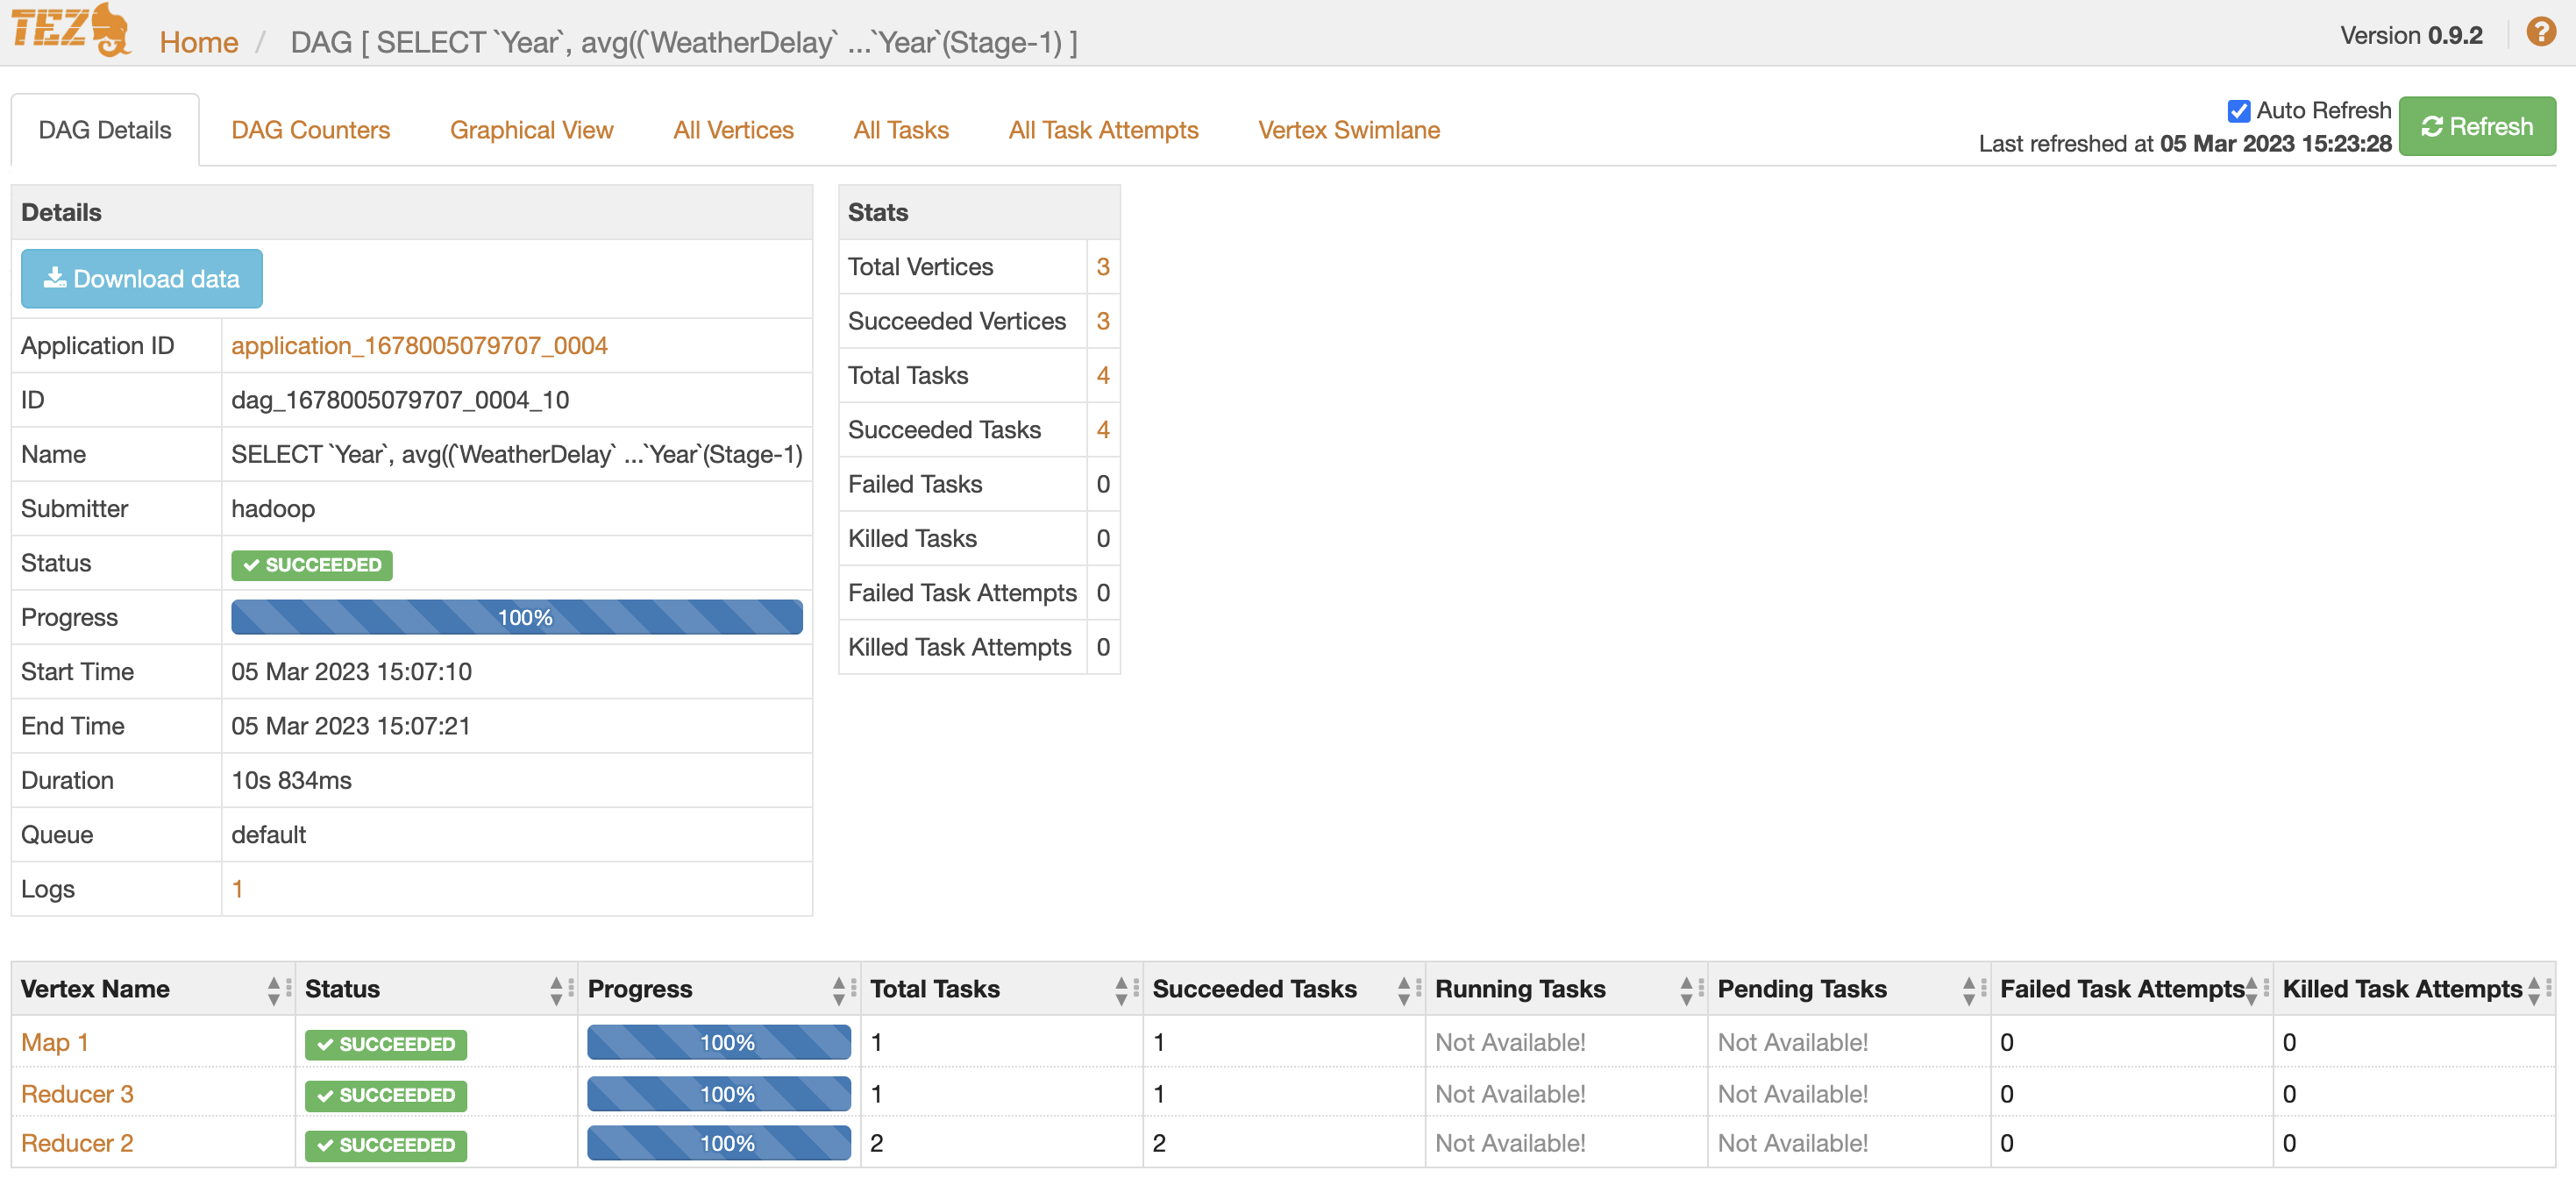 TEZ Home / DAG [ SELECT `Year`, avg((`WeatherDelay` ...`Year`(Stage-1) ] Version 0.9.2 ?
DAG Details DAG Counters Graphical View All Vertices All Tasks All Task Attempts Vertex Swimlane
Auto Refresh
Last refreshed at 05 Mar 2023 15:23:28
Refresh
Details
Download data
Application ID application_1678005079707_0004
ID dag_1678005079707_0004_10
Name SELECT `Year`, avg((`WeatherDelay` ...`Year`(Stage-1)
Submitter hadoop
Status SUCCEEDED
Progress 100%
Start Time 05 Mar 2023 15:07:10
End Time 05 Mar 2023 15:07:21
Duration 10s 834ms
Queue default
Logs 1
Stats
Total Vertices 3
Succeeded Vertices 3
Total Tasks 4
Succeeded Tasks 4
Failed Tasks 0
Killed Tasks 0
Failed Task Attempts 0
Killed Task Attempts 0
Vertex Name Status Progress Total Tasks Succeeded Tasks Running Tasks Pending Tasks Failed Task Attempts Killed Task Attempts
Map 1 SUCCEEDED 100% 1 1 Not Available! Not Available! 0 0
Reducer 3 SUCCEEDED 100% 1 1 Not Available! Not Available! 0 0
Reducer 2 SUCCEEDED 100% 2 2 Not Available! Not Available! 0 0